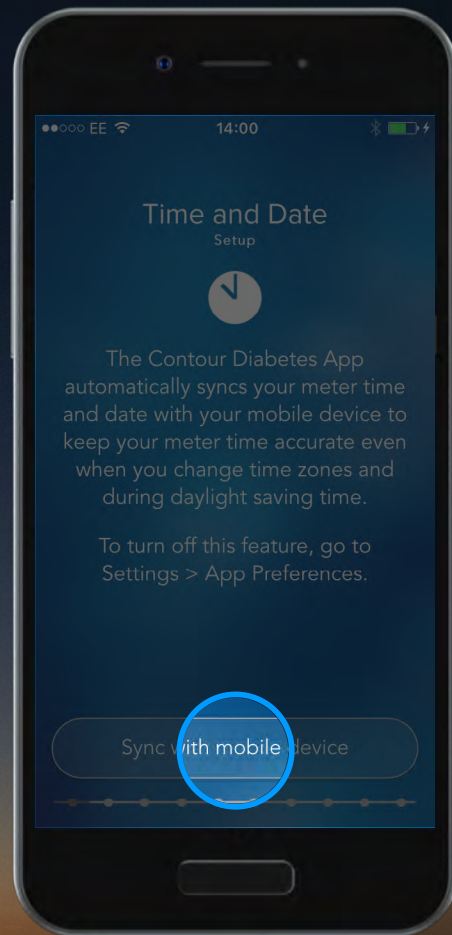 ●●○○○ EE 14:00
Time and Date
Setup
The Contour Diabetes App
automatically syncs your meter time
and date with your mobile device to
keep your meter time accurate even
when you change time zones and
during daylight saving time.
To turn off this feature, go to
Settings > App Preferences.
Sync with mobile device